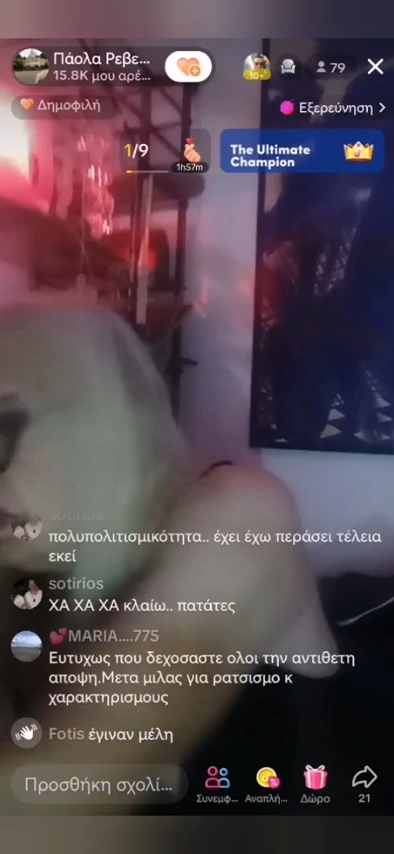 Πάολα Ρεβε...
15.8K μου αρέ...
10+
79
Δημοφιλή
Εξερεύνηση >
1/9
1h57m
The Ultimate
Champion
sotirios
πολυπολιτισμικότητα.. έχει έχω περάσει τέλεια
εκεί
sotirios
ΧΑ ΧΑ ΧΑ κλαίω.. πατάτες
MARIA....775
Ευτυχως που δεχοσαστε ολοι την αντιθετη
αποψη.Μετα μιλας για ρατσισμο κ
χαρακτηρισμους
Fotis έγιναν μέλη
Προσθήκη σχολί...
Συνεμφ...
Αναπλή...
Δώρο
21